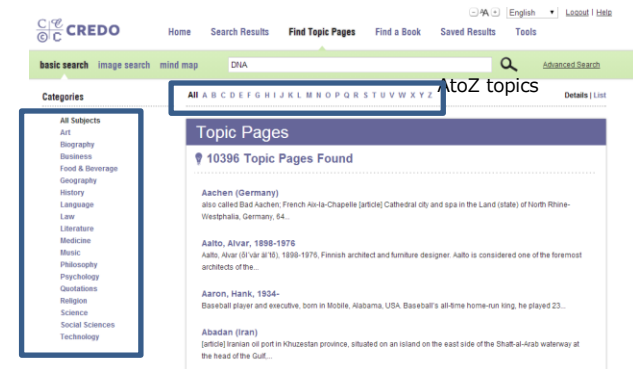 - AA + English ▼ Logout | Help
CREDO
Home Search Results Find Topic Pages Find a Book Saved Results Tools
basic search image search mind map DNA Advanced Search
AtoZ topics
Categories
All A B C D E F G H I J K L M N O P Q R S T U V W X Y Z
Details | List
All Subjects
Art
Biography
Business
Food & Beverage
Geography
History
Language
Law
Literature
Medicine
Music
Philosophy
Psychology
Quotations
Religion
Science
Social Sciences
Technology
Topic Pages
10396 Topic Pages Found
Aachen (Germany)
also called Bad Aachen; French Aix-la-Chapelle [article] Cathedral city and spa in the Land (state) of North Rhine-
Westphalia, Germany, 64...
Aalto, Alvar, 1898-1976
Aalto, Alvar (ŏl´vär äl´tŏ), 1898-1976, Finnish architect and furniture designer. Aalto is considered one of the foremost
architects of the...
Aaron, Hank, 1934-
Baseball player and executive, born in Mobile, Alabama, USA. Baseball's all-time home-run king, he played 23...
Abadan (Iran)
[article] Iranian oil port in Khuzestan province, situated on an island on the east side of the Shatt-al-Arab waterway at
the head of the Gulf,...